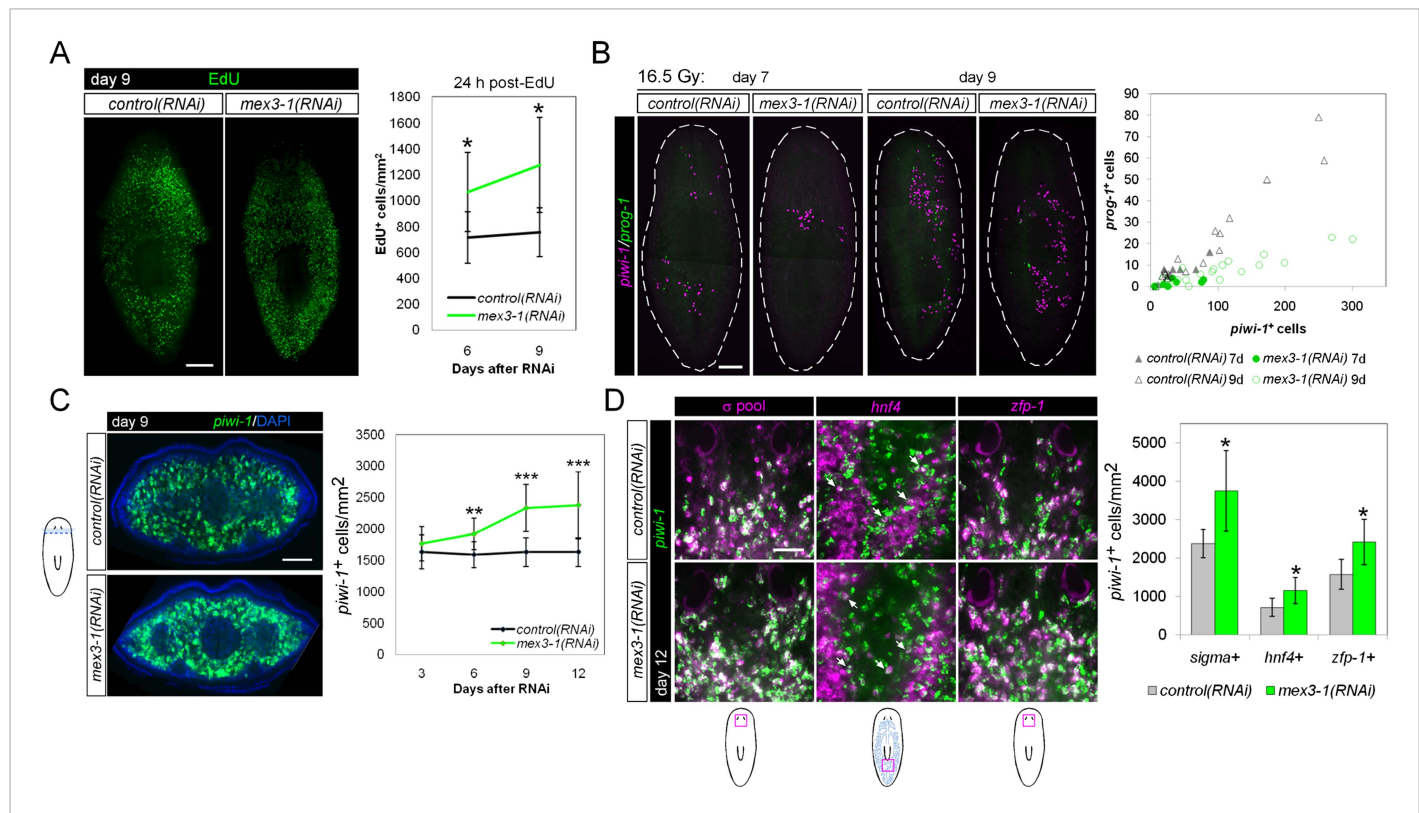 A
day 9 EdU
control(RNAi) mex3-1(RNAi)
24 h post-EdU
EdU+ cells/mm2
1800
1600
1400
1200
1000
800
600
400
200
0
* *
control(RNAi)
mex3-1(RNAi)
6 9
Days after RNAi
B
16.5 Gy: day 7 day 9
control(RNAi) mex3-1(RNAi) control(RNAi) mex3-1(RNAi)
piwi-1/prog-1
prog-1+ cells
90
80
70
60
50
40
30
20
10
0
0 100 200 300
piwi-1+ cells
control(RNAi) 7d mex3-1(RNAi) 7d
control(RNAi) 9d mex3-1(RNAi) 9d
C
day 9 piwi-1/DAPI
control(RNAi)
mex3-1(RNAi)
piwi-1+ cells/mm2
3500
3000
2500
2000
1500
1000
500
0
** *** ***
control(RNAi)
mex3-1(RNAi)
3 6 9 12
Days after RNAi
D
σ pool hnf4 zfp-1
control(RNAi)
piwi-1
mex3-1(RNAi)
day 12
piwi-1+ cells/mm2
5000
4000
3000
2000
1000
0
* * *
sigma+ hnf4+ zfp-1+
control(RNAi) mex3-1(RNAi)